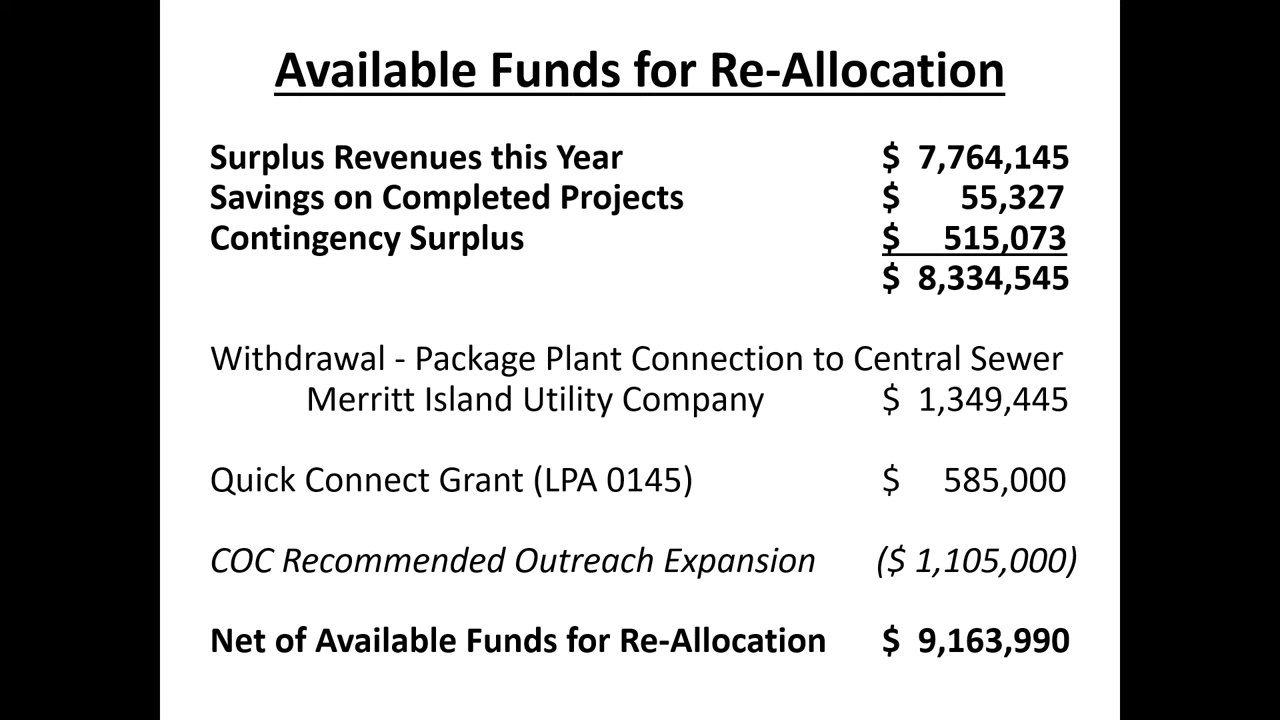 Available Funds for Re-Allocation
Surplus Revenues this Year $ 7,764,145
Savings on Completed Projects $ 55,327
Contingency Surplus $ 515,073
$ 8,334,545
Withdrawal - Package Plant Connection to Central Sewer
Merritt Island Utility Company $ 1,349,445
Quick Connect Grant (LPA 0145) $ 585,000
COC Recommended Outreach Expansion ($ 1,105,000)
Net of Available Funds for Re-Allocation $ 9,163,990